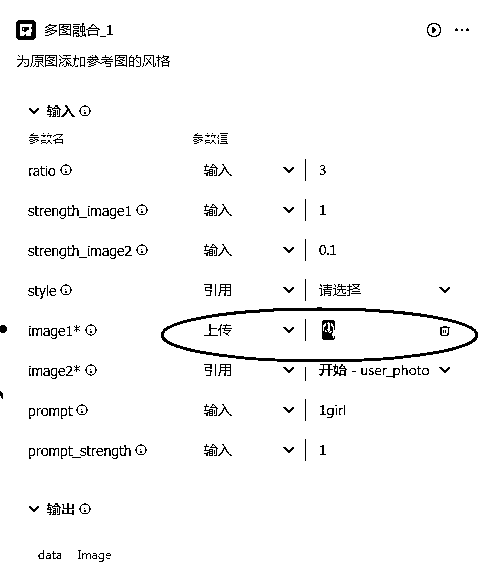 多图融合_1
为原图添加参考图的风格
输入
参数名 参数值
ratio 输入 3
strength_image1 输入 1
strength_image2 输入 0.1
style 引用 请选择
image1* 上传
image2* 引用 开始 - user_photo
prompt 输入 1girl
prompt_strength 输入 1
输出
data Image